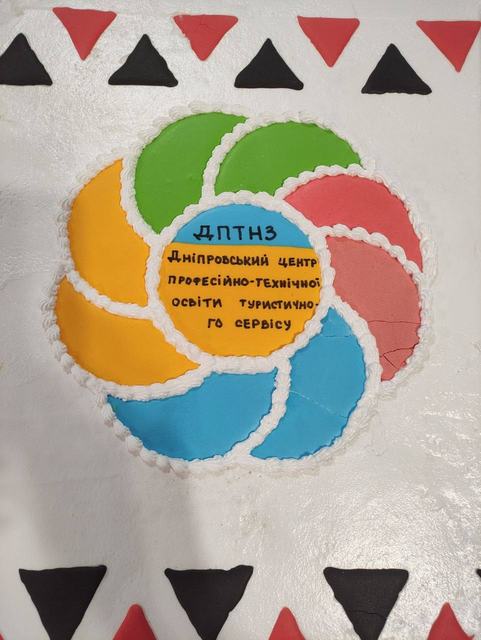 ДПТНЗ
Дніпровський центр
професійно-технічної
освіти туристично-
го сервісу